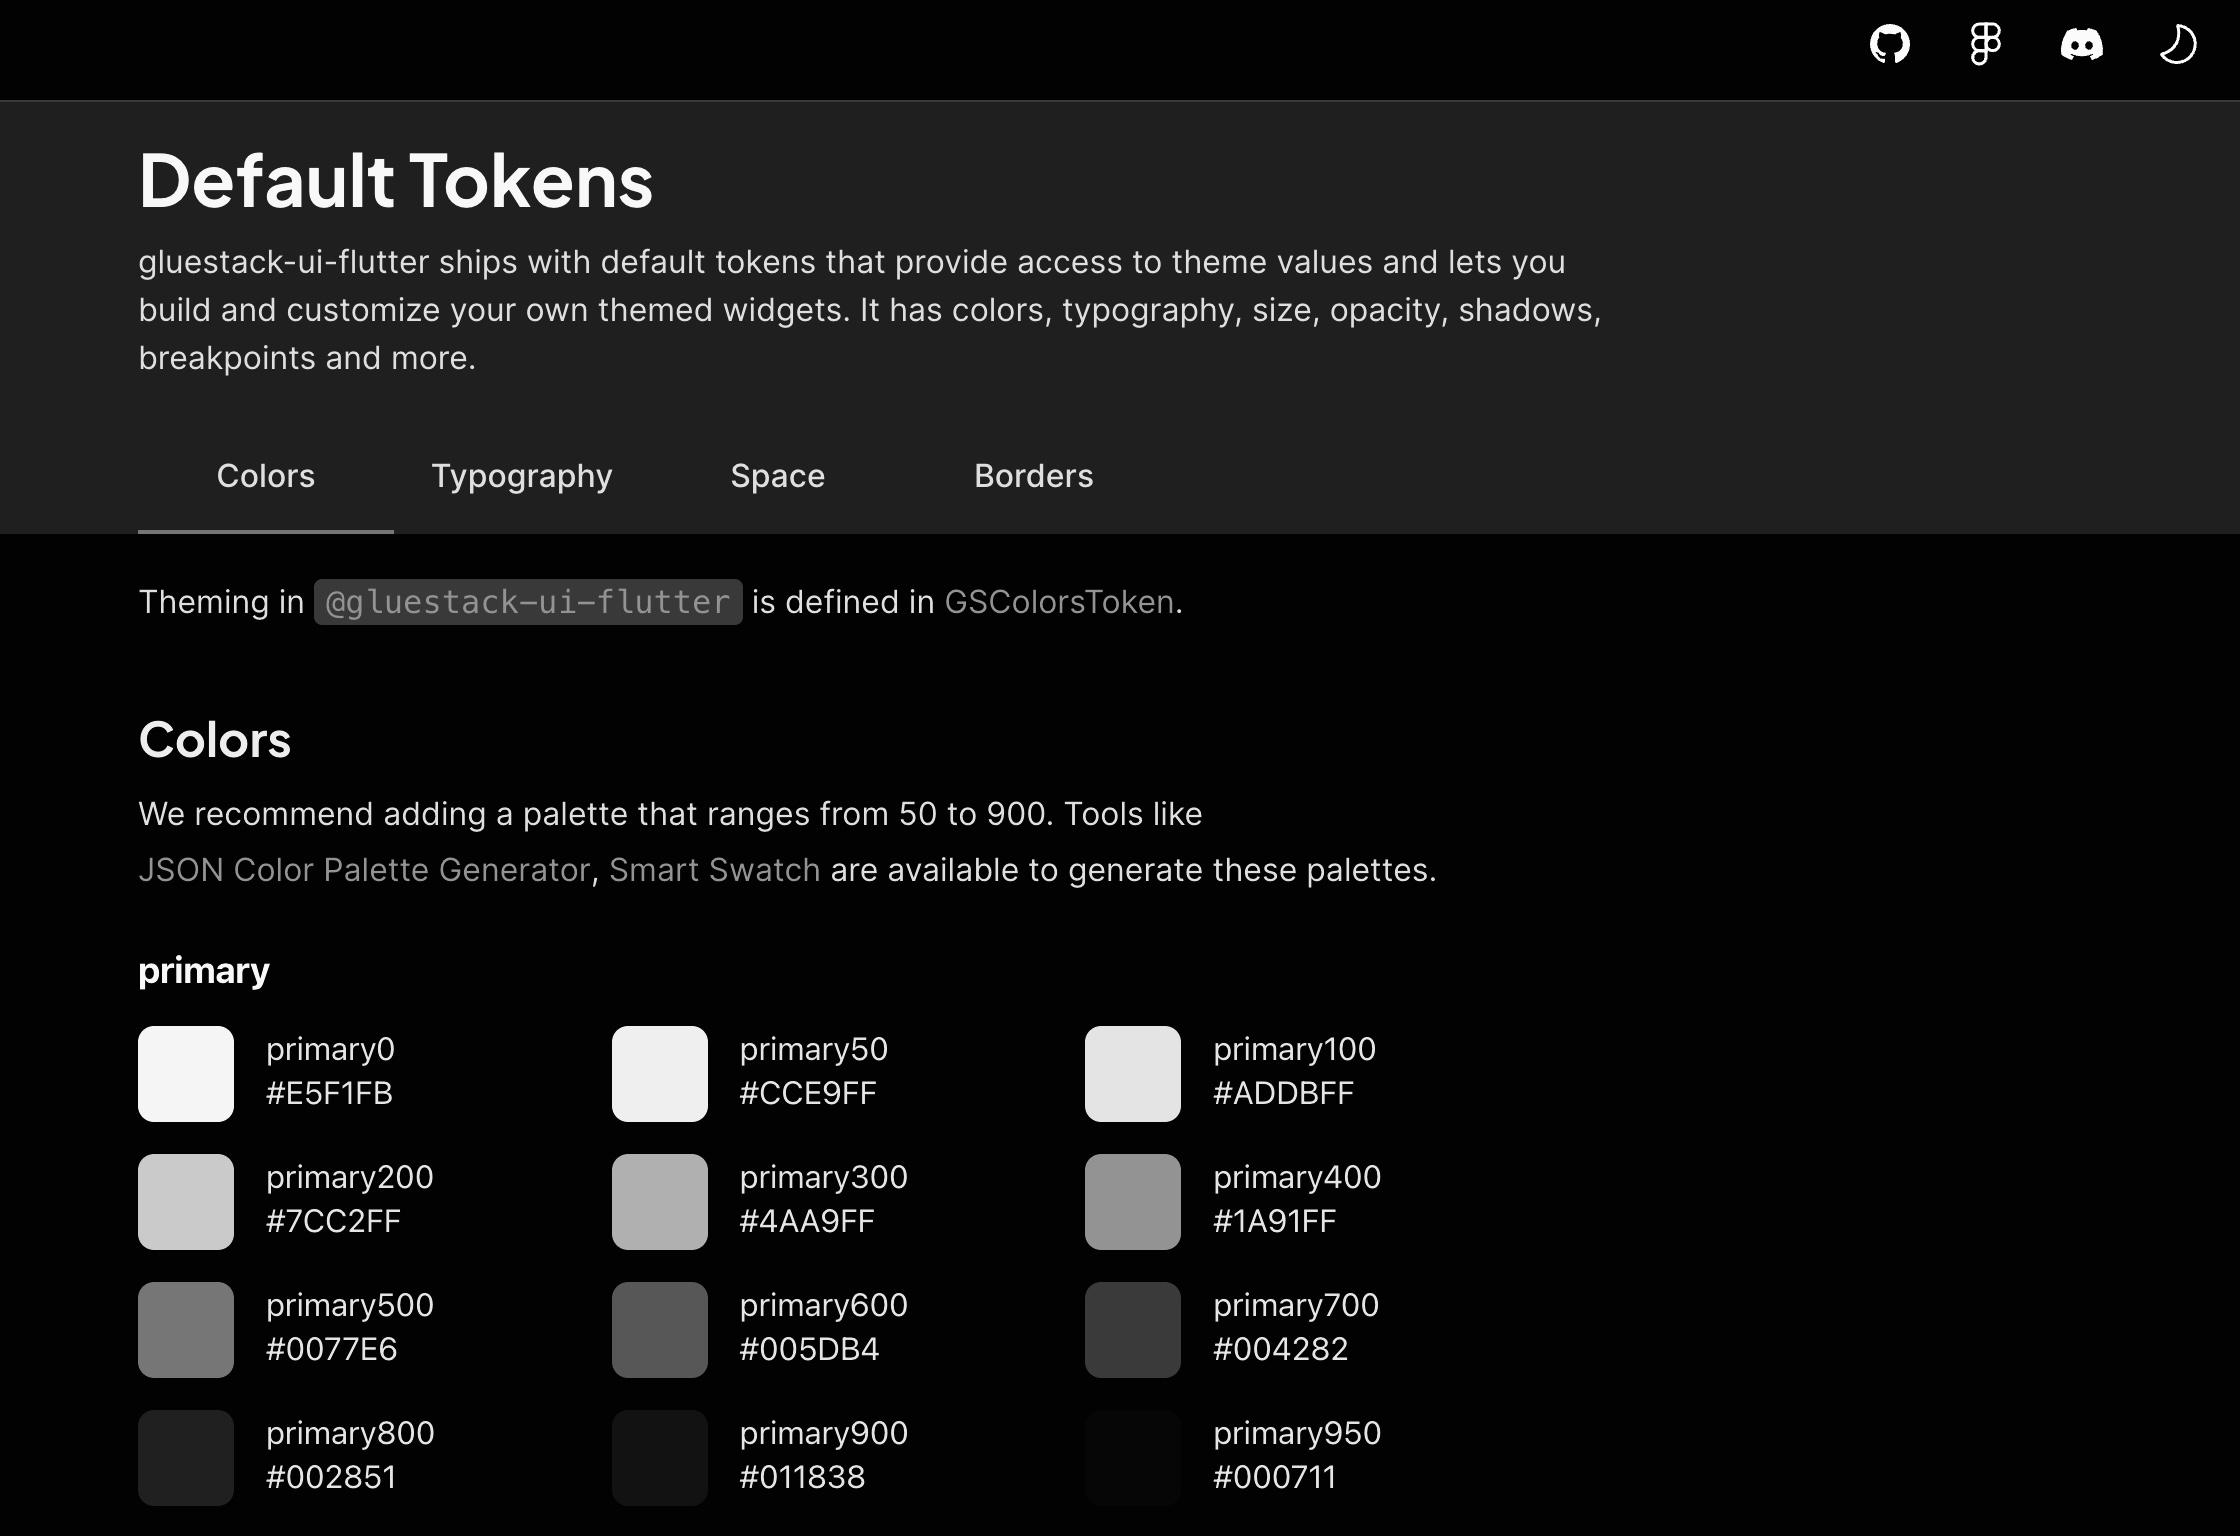 Default Tokens
gluestack-ui-flutter ships with default tokens that provide access to theme values and lets you
build and customize your own themed widgets. It has colors, typography, size, opacity, shadows,
breakpoints and more.
Colors Typography Space Borders
Theming in @gluestack-ui-flutter is defined in GSColorsToken.
Colors
We recommend adding a palette that ranges from 50 to 900. Tools like
JSON Color Palette Generator, Smart Swatch are available to generate these palettes.
primary
primary0
#E5F1FB
primary50
#CCE9FF
primary100
#ADDBFF
primary200
#7CC2FF
primary300
#4AA9FF
primary400
#1A91FF
primary500
#0077E6
primary600
#005DB4
primary700
#004282
primary800
#002851
primary900
#011838
primary950
#000711